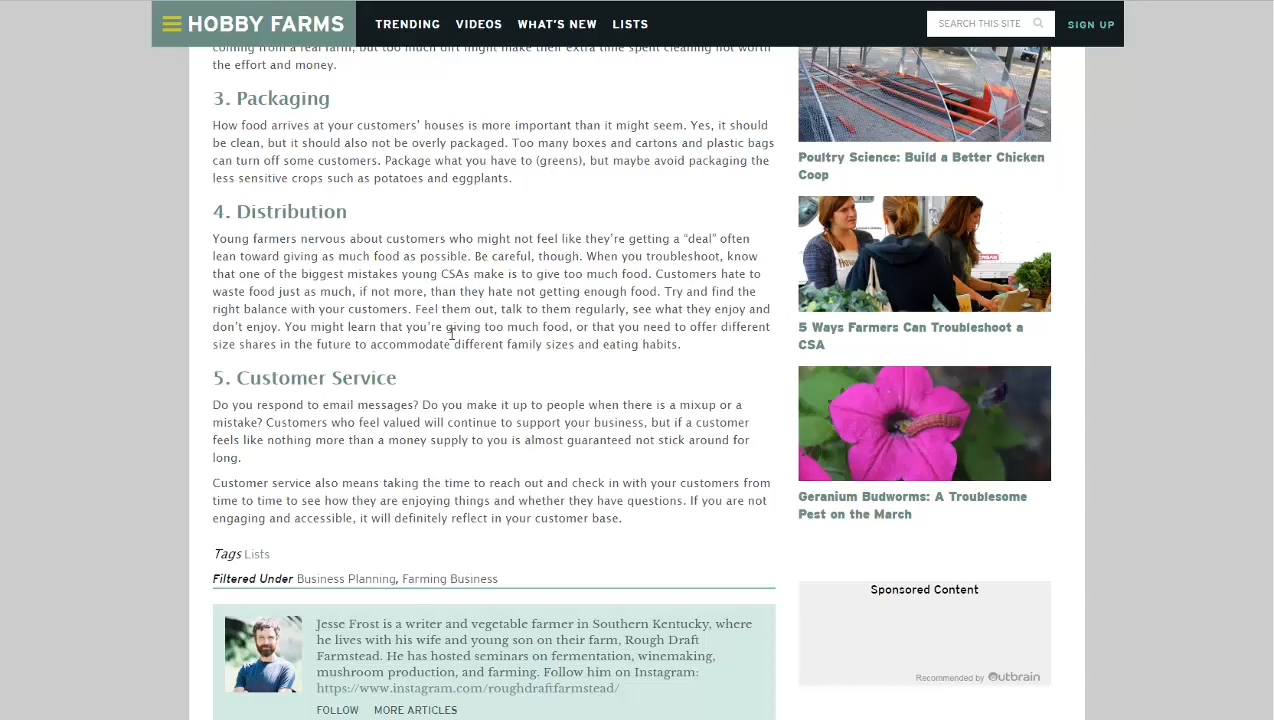 HOBBY FARMS
TRENDING VIDEOS WHAT'S NEW LISTS
SEARCH THIS SITE
SIGN UP
coming from a real farm, but too much dirt might make their extra time spent cleaning not worth
the effort and money.
3. Packaging
How food arrives at your customers' houses is more important than it might seem. Yes, it should
be clean, but it should also not be overly packaged. Too many boxes and cartons and plastic bags
can turn off some customers. Package what you have to (greens), but maybe avoid packaging the
less sensitive crops such as potatoes and eggplants.
4. Distribution
Young farmers nervous about customers who might not feel like they're getting a “deal” often
lean toward giving as much food as possible. Be careful, though. When you troubleshoot, know
that one of the biggest mistakes young CSAs make is to give too much food. Customers hate to
waste food just as much, if not more, than they hate not getting enough food. Try and find the
right balance with your customers. Feel them out, talk to them regularly, see what they enjoy and
don't enjoy. You might learn that you're giving too much food, or that you need to offer different
size shares in the future to accommodate different family sizes and eating habits.
5. Customer Service
Do you respond to email messages? Do you make it up to people when there is a mixup or a
mistake? Customers who feel valued will continue to support your business, but if a customer
feels like nothing more than a money supply to you is almost guaranteed not stick around for
long.
Customer service also means taking the time to reach out and check in with your customers from
time to time to see how they are enjoying things and whether they have questions. If you are not
engaging and accessible, it will definitely reflect in your customer base.
Tags Lists
Filtered Under Business Planning, Farming Business
Jesse Frost is a writer and vegetable farmer in Southern Kentucky, where
he lives with his wife and young son on their farm, Rough Draft
Farmstead. He has hosted seminars on fermentation, winemaking,
mushroom production, and farming. Follow him on Instagram:
https://www.instagram.com/roughdraftfarmstead/
FOLLOW MORE ARTICLES
Poultry Science: Build a Better Chicken
Coop
5 Ways Farmers Can Troubleshoot a
CSA
Geranium Budworms: A Troublesome
Pest on the March
Sponsored Content
Recommended by Outbrain